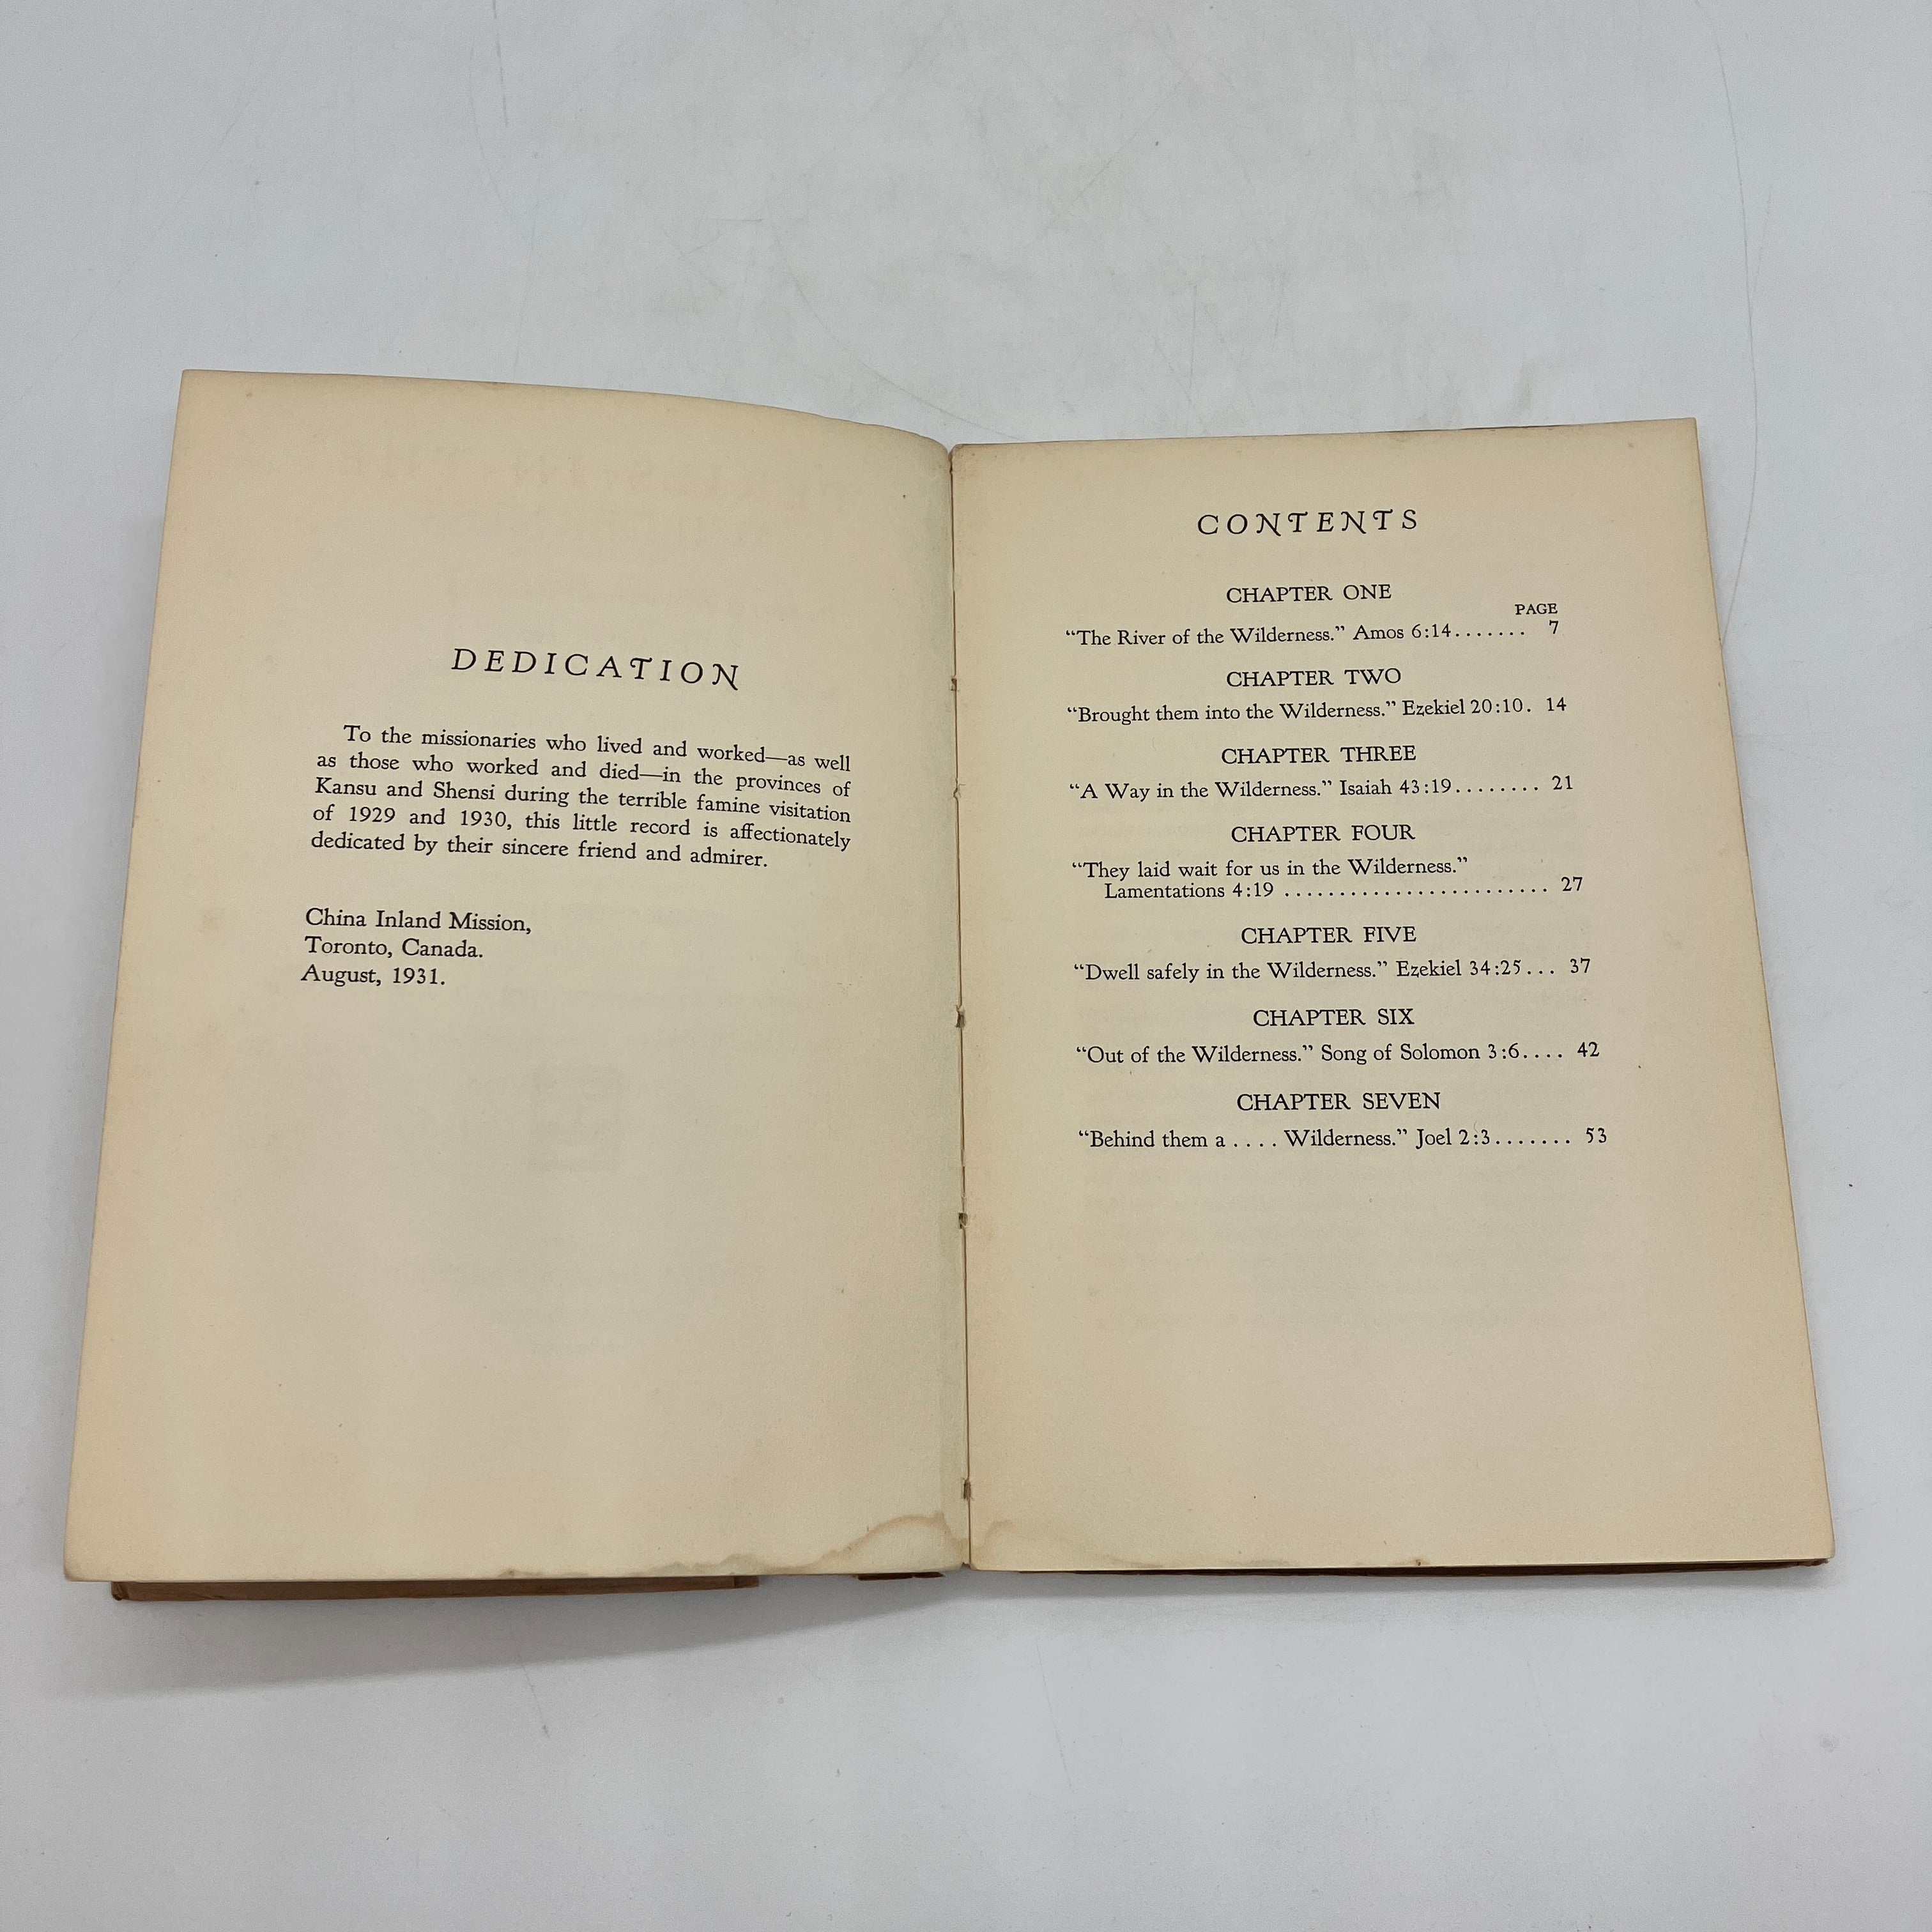 DEDICATION
To the missionaries who lived and worked—as well
as those who worked and died—in the provinces of
Kansu and Shensi during the terrible famine visitation
of 1929 and 1930, this little record is affectionately
dedicated by their sincere friend and admirer.
China Inland Mission,
Toronto, Canada.
August, 1931.
CONTENTS
CHAPTER ONE
PAGE
“The River of the Wilderness.” Amos 6:14....... 7
CHAPTER TWO
“Brought them into the Wilderness.” Ezekiel 20:10. 14
CHAPTER THREE
“A Way in the Wilderness.” Isaiah 43:19........ 21
CHAPTER FOUR
“They laid wait for us in the Wilderness.”
Lamentations 4:19 ........................ 27
CHAPTER FIVE
“Dwell safely in the Wilderness.” Ezekiel 34:25... 37
CHAPTER SIX
“Out of the Wilderness.” Song of Solomon 3:6.... 42
CHAPTER SEVEN
“Behind them a .... Wilderness.” Joel 2:3....... 53